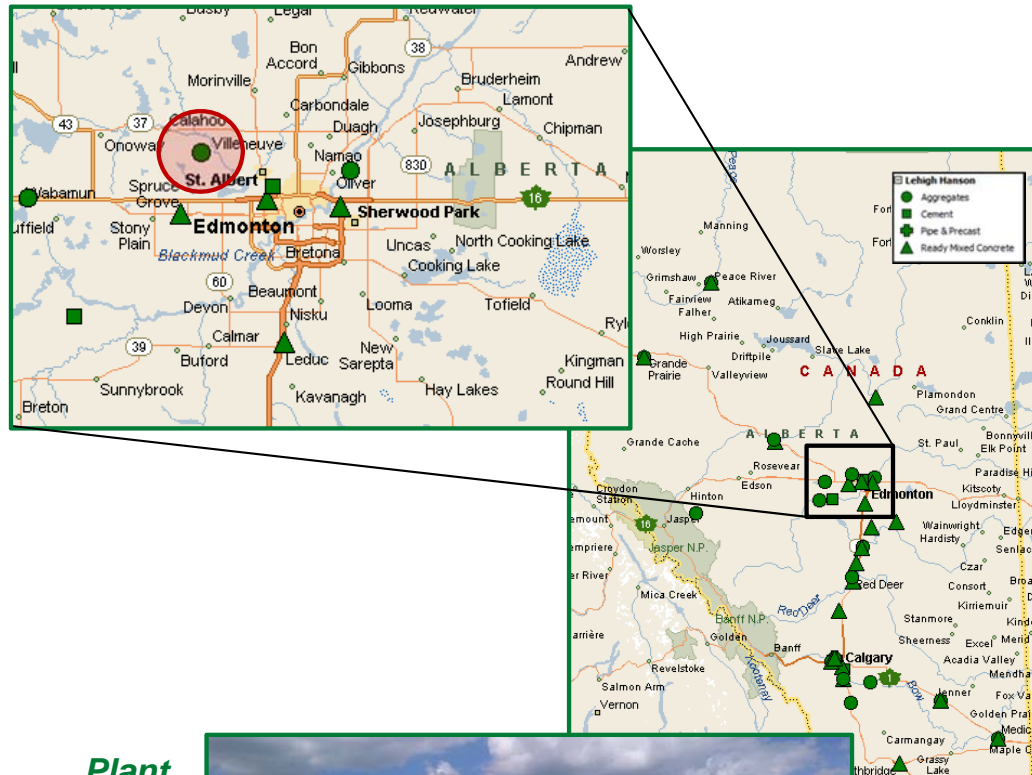 Legal
Redwater
38
Bon
Accord
Andrew
Gibbons
Morinville
Bruderheim
Lamont
Carbondale
43
37
Calahoo
Duagh
Josephburg
Chipman
Onoway
Villeneuve
Namao
830
ALBERTA
Wabamun
Spruce
Grove
St. Albert
Oliver
16
Sherwood Park
Stony
Plain
Edmonton
Uncas
North Cooking Lake
Blackmud Creek
Bretona
Cooking Lake
60
Beaumont
Devon
Nisku
Looma
Tofield
Calmar
New
Sarepta
39
Buford
Leduc
Kingman
Round Hill
Sunnybrook
Kavanagh
Hay Lakes
Breton
Lehigh Hanson
Aggregates
Cement
Pipe & Precast
Ready Mixed Concrete
Manning
Worsley
Grimshaw
Peace River
Fairview
Atikameg
Falher
High Prairie
Joussard
Conklin
Driftpile
Slave Lake
Grande
Prairie
Valleyview
CANADA
Plamondon
Grand Centre
ALBERTA
Grande Cache
St. Paul
Elk Point
Rosevear
Edson
Kitscoty
Croydon
Station
Hinton
Edmonton
Lloydminster
16
Jasper
Wainwright
Hardisty
Jasper N.P.
Czar
Red Deer
Consort
Mica Creek
Red Deer
Kirriemuir
Stanmore
Banff N.P.
Sheerness
Excel
Golden
Banff
Calgary
Acadia Valley
Revelstoke
Kootenay
1
Bow
Salmon Arm
Jenner
Vernon
Carmangay
Grassy
Lake
Plant